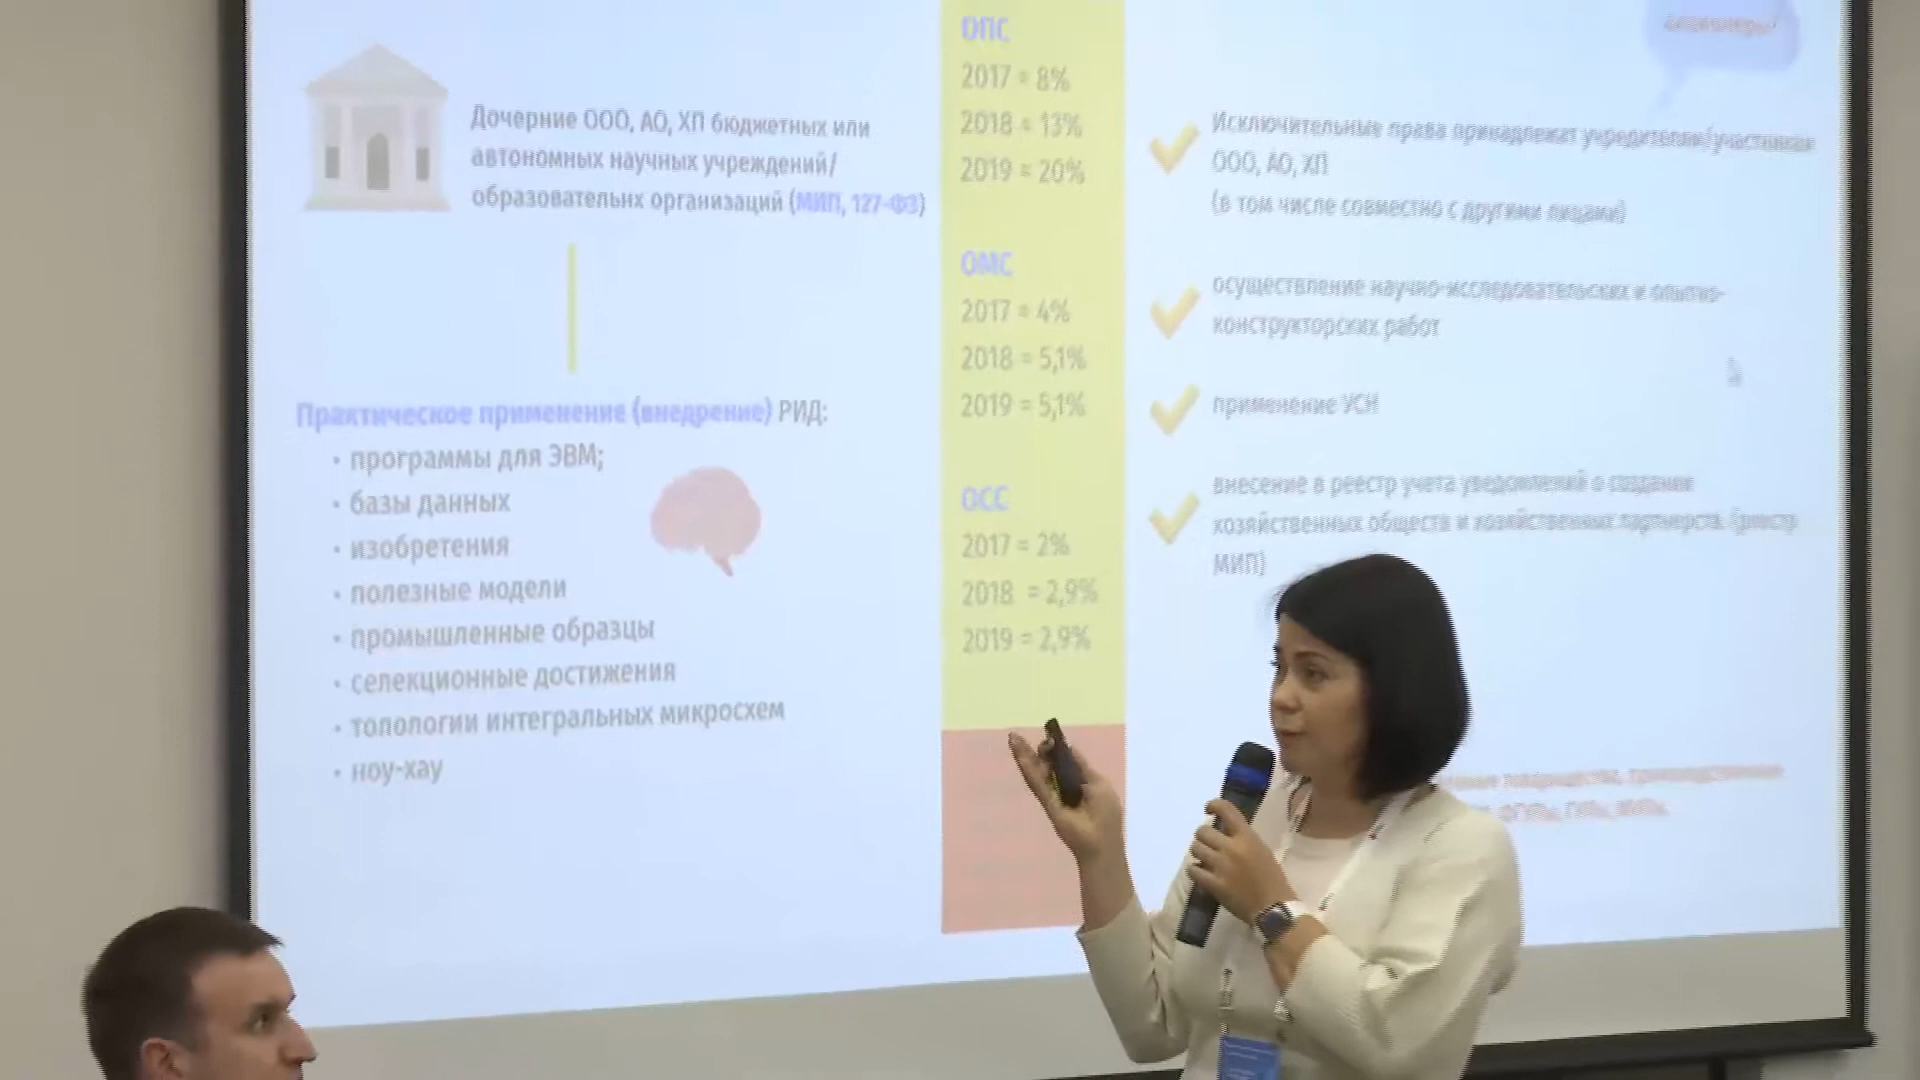 Дочерние ООО, АО, ХП бюджетных или
автономных научных учреждений/
образовательнх организаций (МИП, 127-ФЗ)
Практическое применение (внедрение) РИД:
• программы для ЭВМ;
• базы данных
• изобретения
• полезные модели
• промышленные образцы
• селекционные достижения
• топологии интегральных микросхем
• ноу-хау
ОПС
2017 = 8%
2018 = 13%
2019 = 20%
ОМС
2017 = 4%
2018 = 5,1%
2019 = 5,1%
ОСС
2017 = 2%
2018 = 2,9%
2019 = 2,9%
Исключительные права принадлежат учредителям/участникам
ООО, АО, ХП
(в том числе совместно с другими лицами)
осуществление научно-исследовательских и опытно-
конструкторских работ
применение УСН
внесение в реестр учета уведомлений о создании
хозяйственных обществ и хозяйственных партнерств (реестр
МИП)
ФГУПы, ГУПы, МУПы